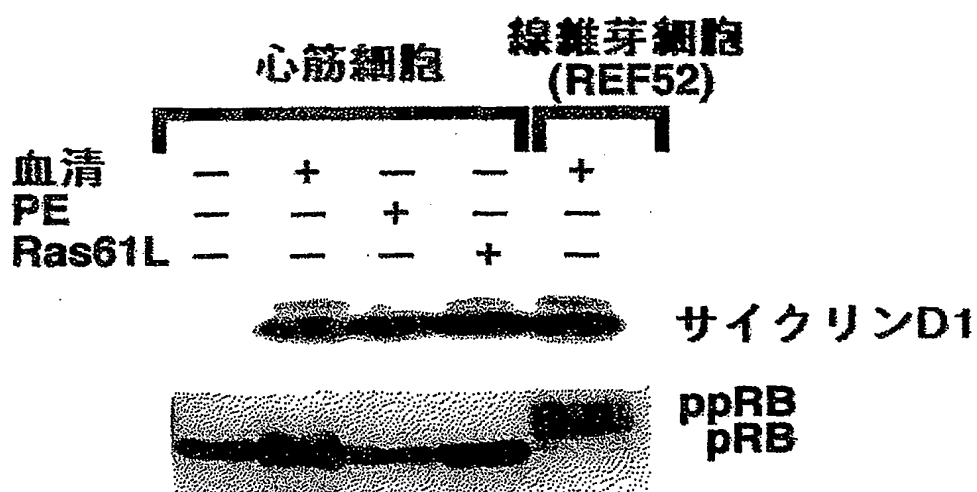 心筋細胞
線維芽細胞
(REF52)
血清 — + — — +
PE — — + — —
Ras61L — — — + —
サイクリンD1
ppRB
pRB